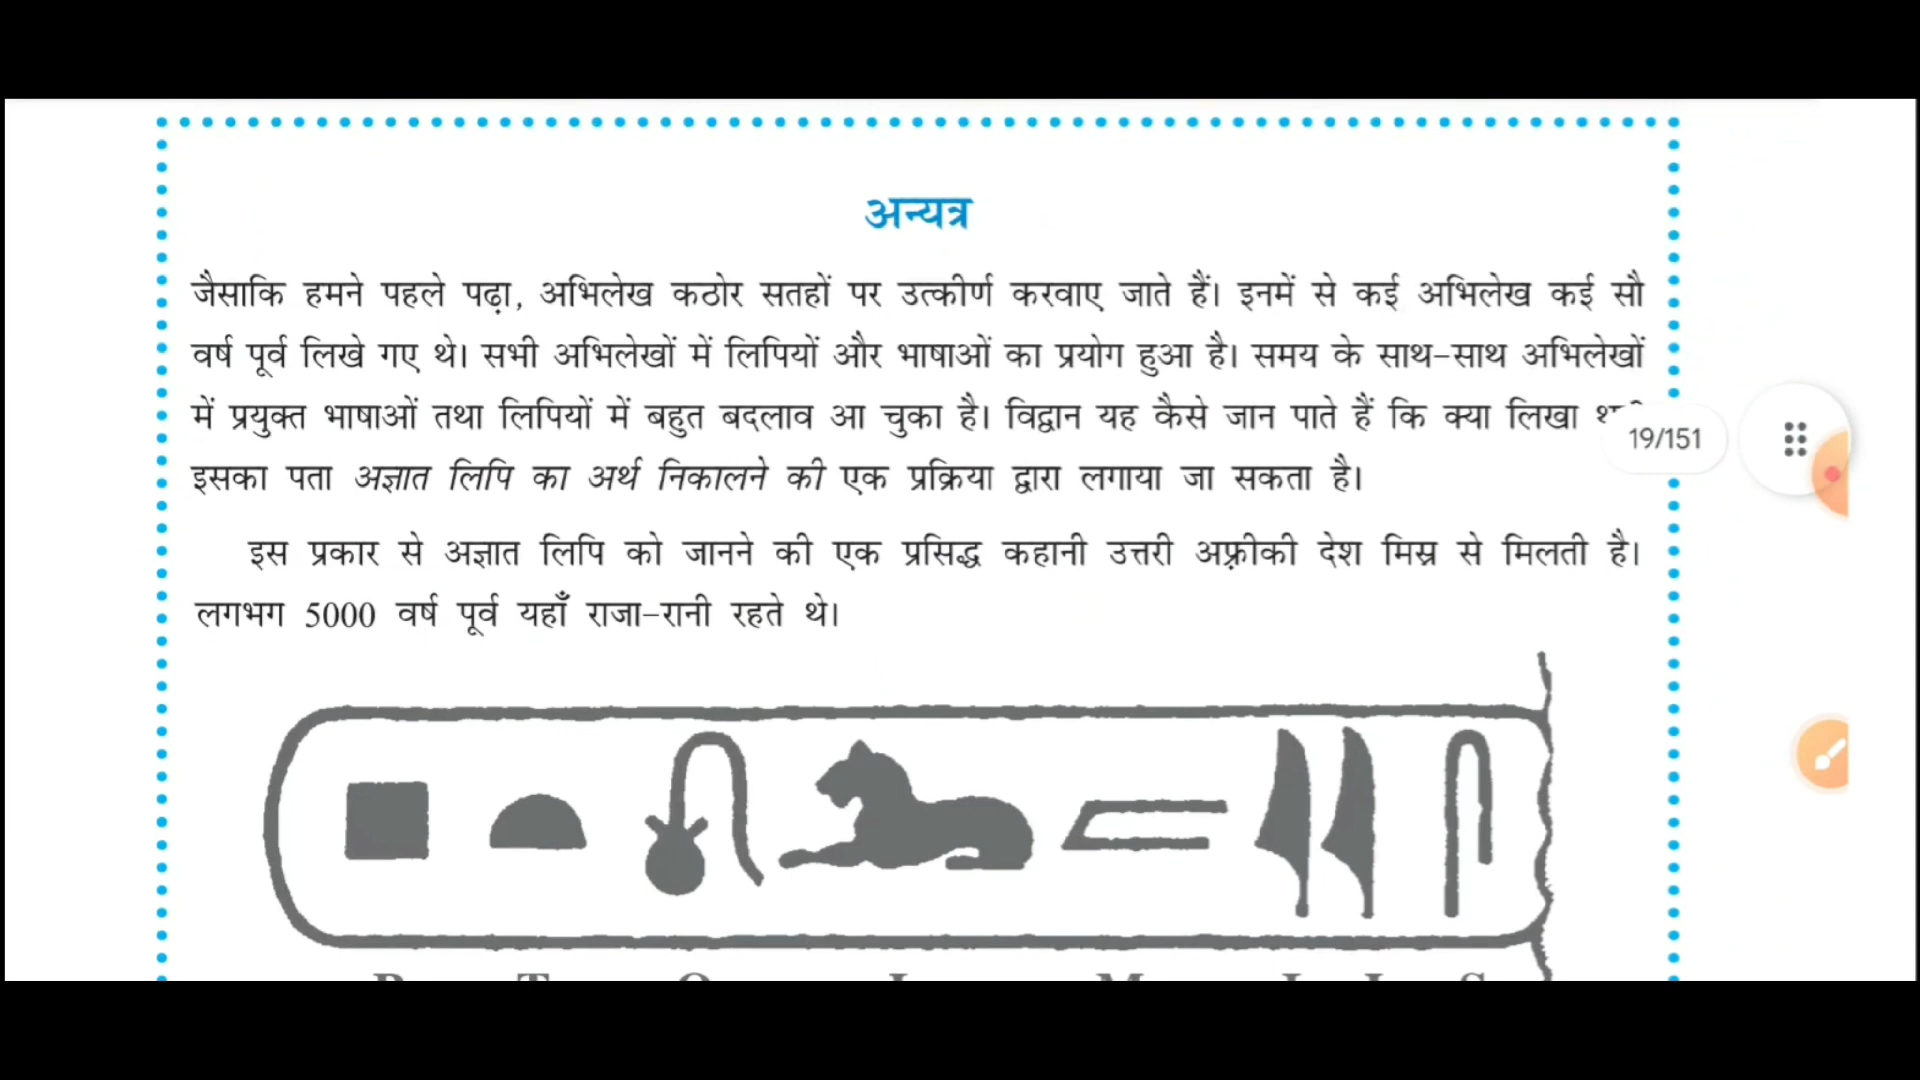 अन्यत्र
जैसाकि हमने पहले पढ़ा, अभिलेख कठोर सतहों पर उत्कीर्ण करवाए जाते हैं। इनमें से कई अभिलेख कई सौ
वर्ष पूर्व लिखे गए थे। सभी अभिलेखों में लिपियों और भाषाओं का प्रयोग हुआ है। समय के साथ-साथ अभिलेखों
में प्रयुक्त भाषाओं तथा लिपियों में बहुत बदलाव आ चुका है। विद्वान यह कैसे जान पाते हैं कि क्या लिखा
19/151
इसका पता अज्ञात लिपि का अर्थ निकालने की एक प्रक्रिया द्वारा लगाया जा सकता है।
इस प्रकार से अज्ञात लिपि को जानने की एक प्रसिद्ध कहानी उत्तरी अफ़्रीकी देश मिस्र से मिलती है।
लगभग 5000 वर्ष पूर्व यहाँ राजा-रानी रहते थे।